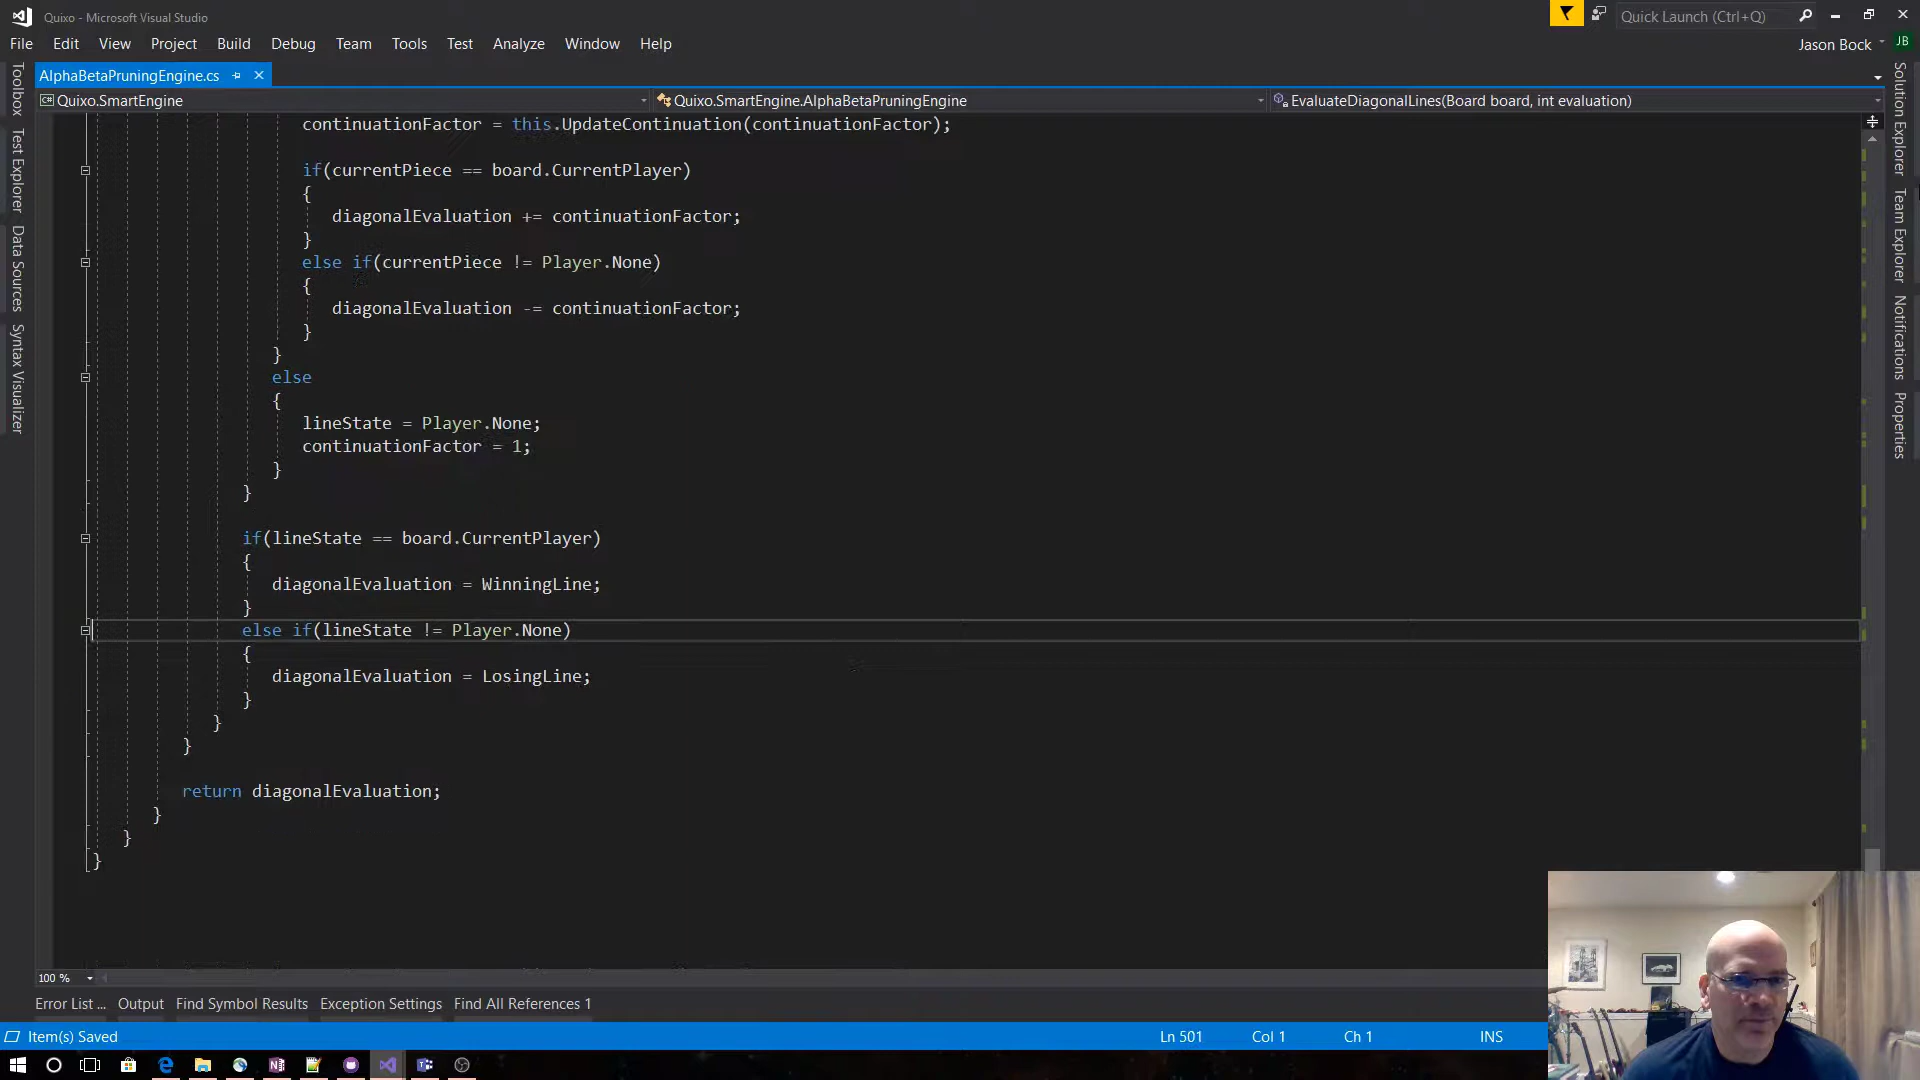 Quixo - Microsoft Visual Studio
Quick Launch (Ctrl+Q)
File Edit View Project Build Debug Team Tools Test Analyze Window Help
Jason Bock
JB
AlphaBetaPruningEngine.cs
Quixo.SmartEngine
Quixo.SmartEngine.AlphaBetaPruningEngine
EvaluateDiagonalLines(Board board, int evaluation)
Toolbox
Test Explorer
Data Sources
Syntax Visualizer
continuationFactor = this.UpdateContinuation(continuationFactor);
if(currentPiece == board.CurrentPlayer)
{
diagonalEvaluation += continuationFactor;
}
else if(currentPiece != Player.None)
{
diagonalEvaluation -= continuationFactor;
}
}
else
{
lineState = Player.None;
continuationFactor = 1;
}
}
if(lineState == board.CurrentPlayer)
{
diagonalEvaluation = WinningLine;
}
else if(lineState != Player.None)
{
diagonalEvaluation = LosingLine;
}
}
}
return diagonalEvaluation;
}
}
}
Solution Explorer
Team Explorer
Notifications
Properties
100 %
Error List ... Output Find Symbol Results Exception Settings Find All References 1
Item(s) Saved
Ln 501 Col 1 Ch 1 INS